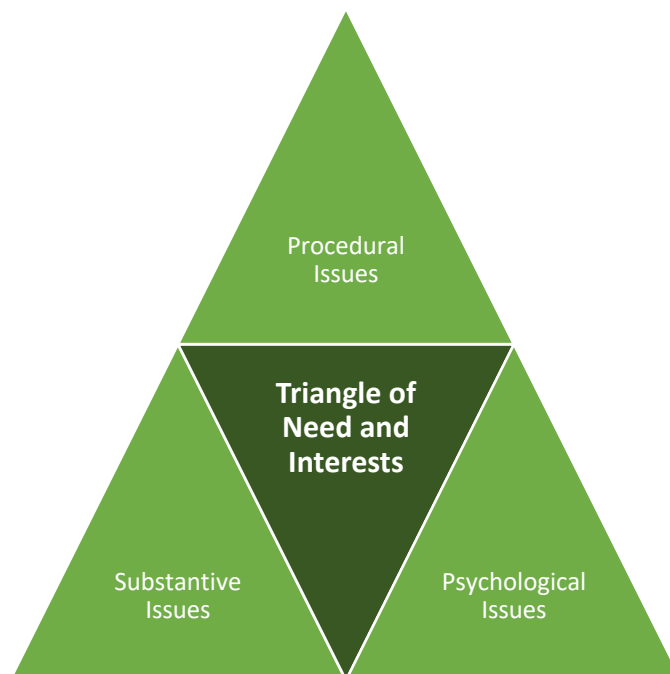 Procedural
Issues
Triangle of
Need and
Interests
Substantive
Issues
Psychological
Issues